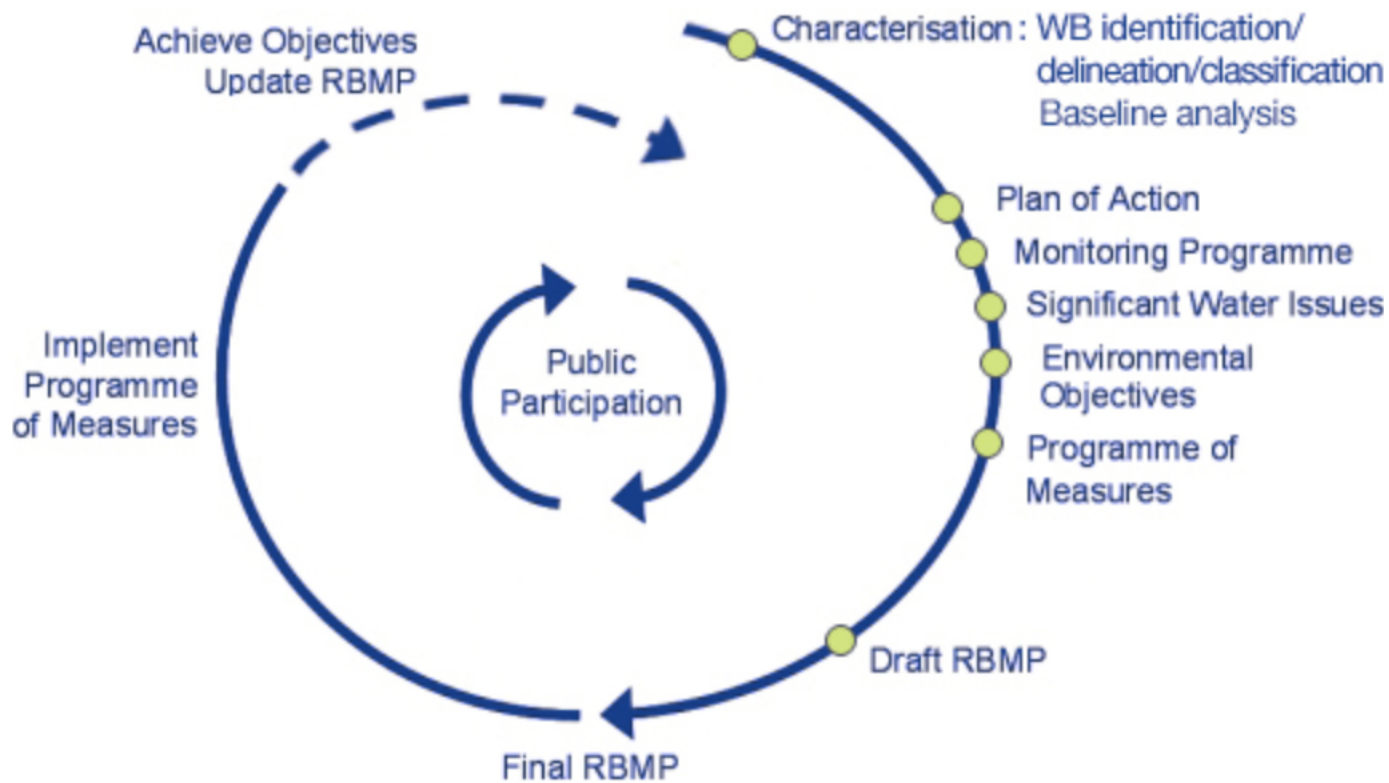 Achieve Objectives
Update RBMP
Characterisation : WB identification/
delineation/classification
Baseline analysis
Plan of Action
Monitoring Programme
Significant Water Issues
Environmental
Objectives
Programme of
Measures
Draft RBMP
Final RBMP
Implement
Programme
of Measures
Public
Participation